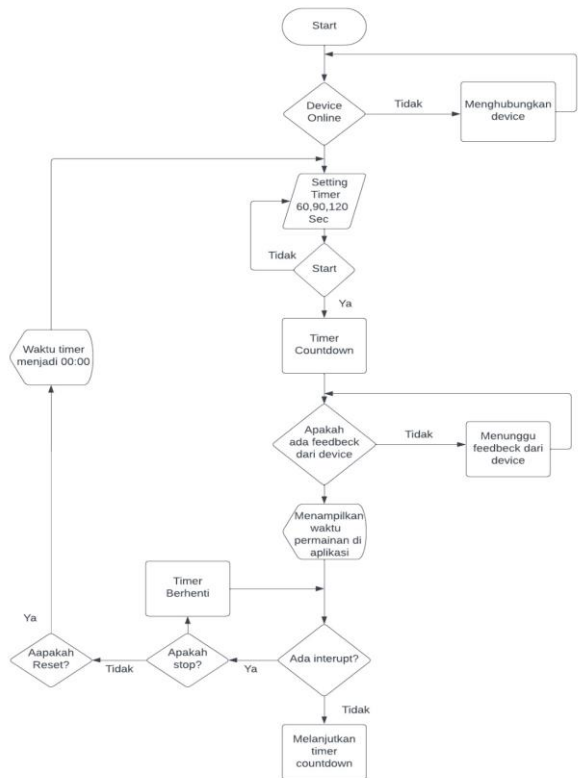 Start
Device
Online
Tidak
Menghubungkan
device
Setting
Timer
60,90,120
Sec
Tidak
Start
Ya
Timer
Countdown
Waktu timer
menjadi 00:00
Apakah
ada feedbeck
dari device
Tidak
Menunggu
feedbeck dari
device
Menampilkan
waktu
permainan di
aplikasi
Timer
Berhenti
Ya
Aapakah
Reset?
Tidak
Apakah
stop?
Ya
Ada interupt?
Tidak
Melanjutkan
timer
countdown